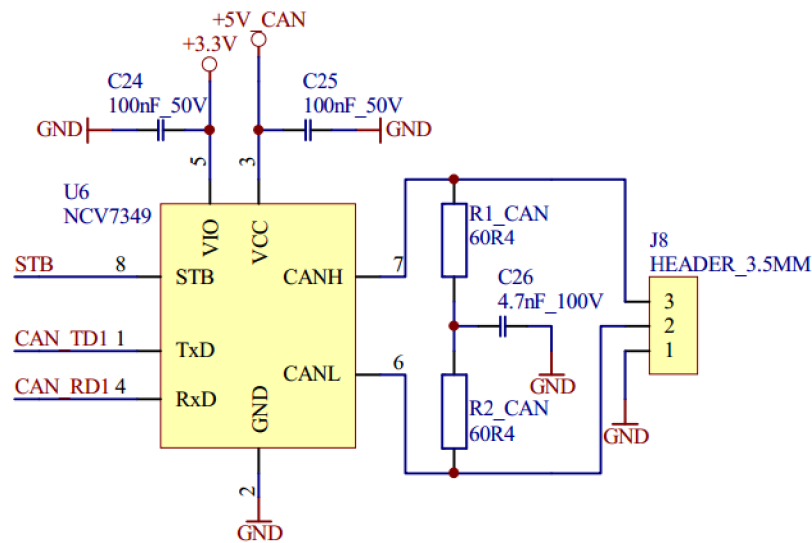 +5V_CAN
+3.3V
C24
100nF_50V
C25
100nF_50V
GND
GND
5
3
U6
NCV7349
VIO
VCC
STB
8
STB
CANH
7
CAN_TD1
1
TxD
CAN_RD1
4
RxD
CANL
6
GND
2
GND
R1_CAN
60R4
C26
4.7nF_100V
GND
R2_CAN
60R4
J8
HEADER_3.5MM
3
2
1
GND